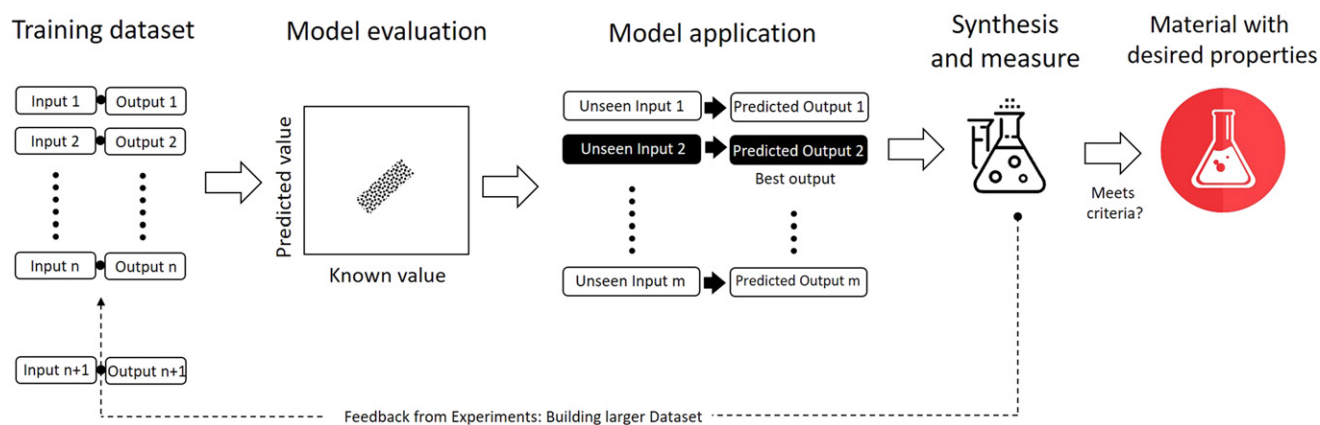 Training dataset
Input 1
Output 1
Input 2
Output 2
Input n
Output n
Input n+1
Output n+1
Model evaluation
Predicted value
Known value
Model application
Unseen Input 1
Predicted Output 1
Unseen Input 2
Predicted Output 2
Best output
Unseen Input m
Predicted Output m
Synthesis
and measure
Meets
criteria?
Material with
desired properties
Feedback from Experiments: Building larger Dataset